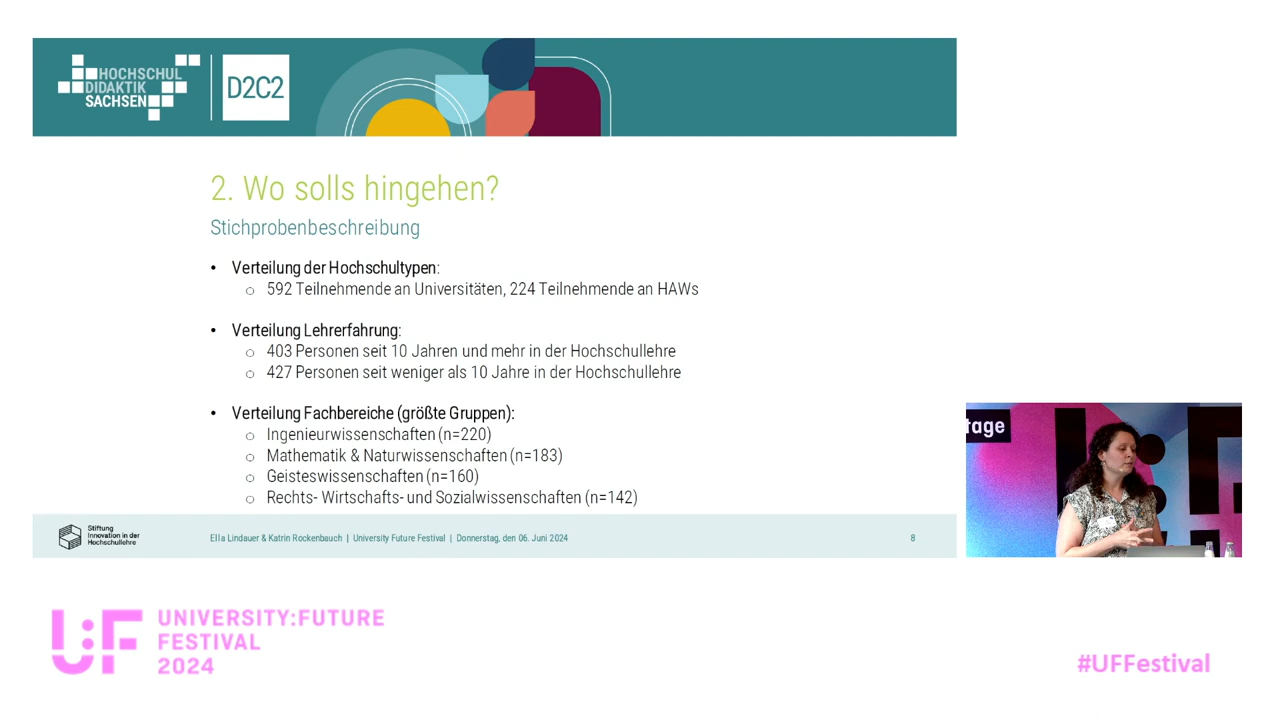 HOCHSCHUL
DIDAKTIK
SACHSEN
D2C2
2. Wo solls hingehen?
Stichprobenbeschreibung
• Verteilung der Hochschultypen:
○ 592 Teilnehmende an Universitäten, 224 Teilnehmende an HAWs
• Verteilung Lehrerfahrung:
○ 403 Personen seit 10 Jahren und mehr in der Hochschullehre
○ 427 Personen seit weniger als 10 Jahre in der Hochschullehre
• Verteilung Fachbereiche (größte Gruppen):
○ Ingenieurwissenschaften (n=220)
○ Mathematik & Naturwissenschaften (n=183)
○ Geisteswissenschaften (n=160)
○ Rechts- Wirtschafts- und Sozialwissenschaften (n=142)
Stiftung
Innovation in der
Hochschullehre
Ella Lindauer & Katrin Rockenbauch | University Future Festival | Donnerstag, den 06. Juni 2024
8
tage
U:F
UNIVERSITY:FUTURE
FESTIVAL
2024
#UFFestival